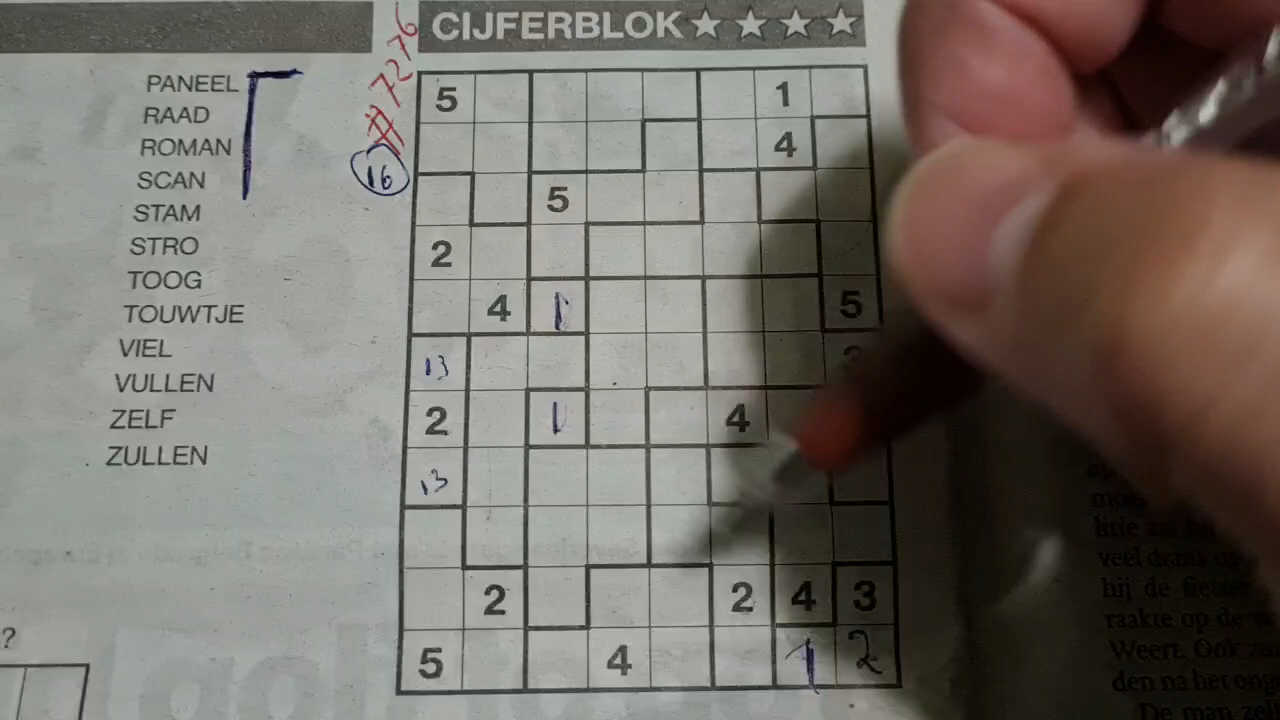 CIJFERBLOK
#7276
16
PANEEL
RAAD
ROMAN
SCAN
STAM
STRO
TOOG
TOUWTJE
VIEL
VULLEN
ZELF
ZULLEN
?
5 1
4
5
2
4 1 5
13
2 1 4
13
2 2 4 3
5 4 1 2
Weert.